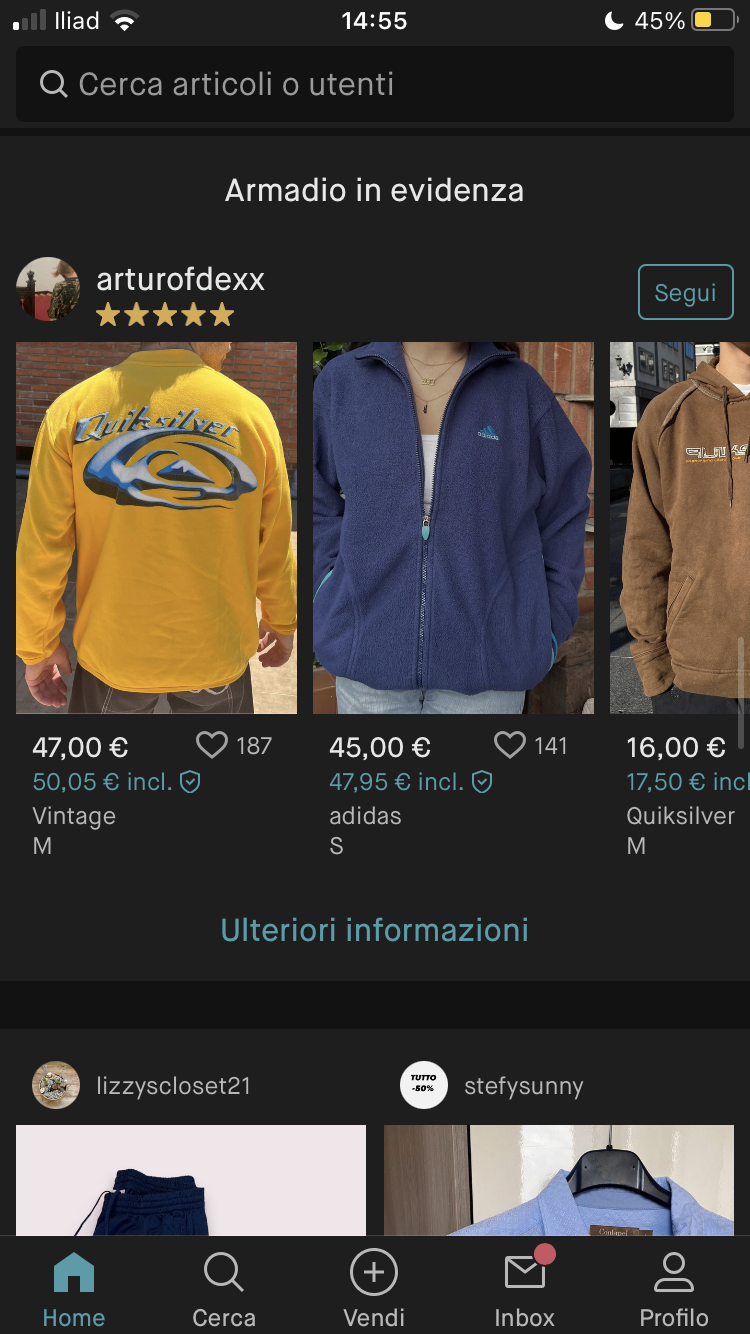 Iliad 14:55 45%
Cerca articoli o utenti
Armadio in evidenza
arturofdexx
Segui
Quiksilver
adidas
47,00 € 187
50,05 € incl.
Vintage
M
45,00 € 141
47,95 € incl.
adidas
S
16,00 €
17,50 € incl
Quiksilver
M
Ulteriori informazioni
lizzyscloset21
TUTTO
-50%
stefysunny
Home
Cerca
Vendi
Inbox
Profilo